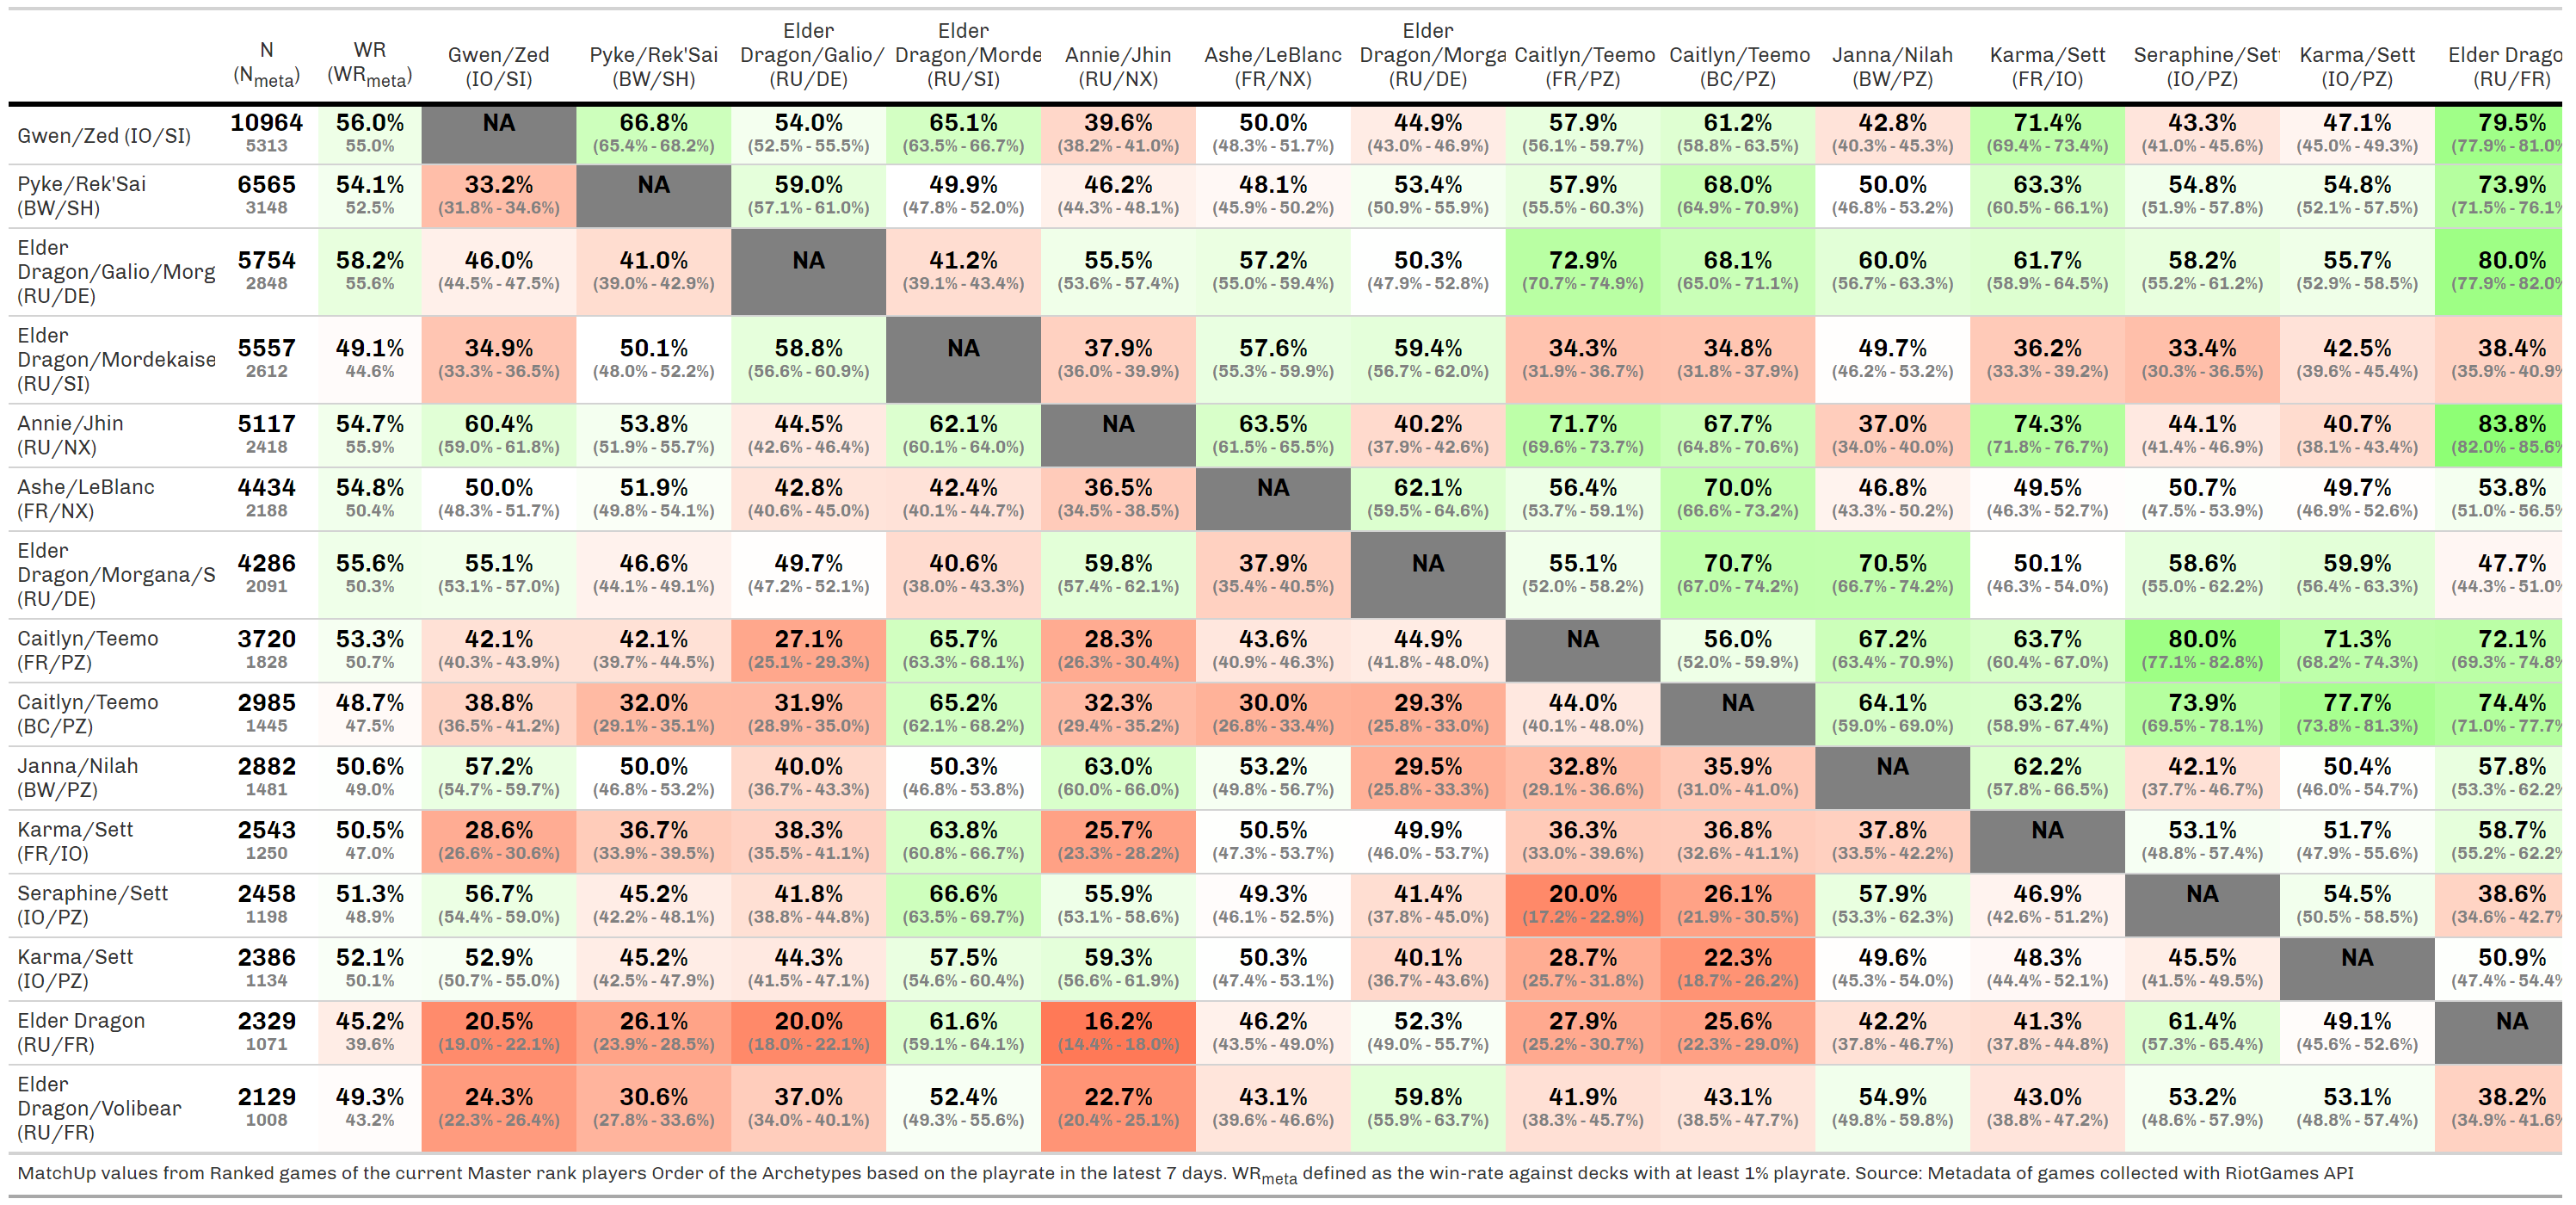 Elder Elder Elder
N WR Gwen/Zed Pyke/Rek'Sai Dragon/Galio/ Dragon/Morde Annie/Jhin Ashe/LeBlanc Dragon/Morga Caitlyn/Teemo Caitlyn/Teemo Janna/Nilah Karma/Sett Seraphine/Set Karma/Sett Elder Drago
(Nmeta) (WRmeta) (IO/SI) (BW/SH) (RU/DE) (RU/SI) (RU/NX) (FR/NX) (RU/DE) (FR/PZ) (BC/PZ) (BW/PZ) (FR/IO) (IO/PZ) (IO/PZ) (RU/FR)
Gwen/Zed (IO/SI) 10964 56.0% NA 66.8% 54.0% 65.1% 39.6% 50.0% 44.9% 57.9% 61.2% 42.8% 71.4% 43.3% 47.1% 79.5%
5313 55.0% (65.4% - 68.2%) (52.5% - 55.5%) (63.5% - 66.7%) (38.2% - 41.0%) (48.3% - 51.7%) (43.0% - 46.9%) (56.1% - 59.7%) (58.8% - 63.5%) (40.3% - 45.3%) (69.4% - 73.4%) (41.0% - 45.6%) (45.0% - 49.3%) (77.9% - 81.0%
Pyke/Rek'Sai 6565 54.1% 33.2% NA 59.0% 49.9% 46.2% 48.1% 53.4% 57.9% 68.0% 50.0% 63.3% 54.8% 54.8% 73.9%
(BW/SH) 3148 52.5% (31.8% - 34.6%) (57.1% - 61.0%) (47.8% - 52.0%) (44.3% - 48.1%) (45.9% - 50.2%) (50.9% - 55.9%) (55.5% - 60.3%) (64.9% - 70.9%) (46.8% - 53.2%) (60.5% - 66.1%) (51.9% - 57.8%) (52.1% - 57.5%) (71.5% - 76.1%
Elder
Dragon/Galio/Morg 5754 58.2% 46.0% 41.0% NA 41.2% 55.5% 57.2% 50.3% 72.9% 68.1% 60.0% 61.7% 58.2% 55.7% 80.0%
(RU/DE) 2848 55.6% (44.5% - 47.5%) (39.0% - 42.9%) (39.1% - 43.4%) (53.6% - 57.4%) (55.0% - 59.4%) (47.9% - 52.8%) (70.7% - 74.9%) (65.0% - 71.1%) (56.7% - 63.3%) (58.9% - 64.5%) (55.2% - 61.2%) (52.9% - 58.5%) (77.9% - 82.0%
Elder
Dragon/Mordekaise 5557 49.1% 34.9% 50.1% 58.8% NA 37.9% 57.6% 59.4% 34.3% 34.8% 49.7% 36.2% 33.4% 42.5% 38.4%
(RU/SI) 2612 44.6% (33.3% - 36.5%) (48.0% - 52.2%) (56.6% - 60.9%) (36.0% - 39.9%) (55.3% - 59.9%) (56.7% - 62.0%) (31.9% - 36.7%) (31.8% - 37.9%) (46.2% - 53.2%) (33.3% - 39.2%) (30.3% - 36.5%) (39.6% - 45.4%) (35.9% - 40.9%
Annie/Jhin 5117 54.7% 60.4% 53.8% 44.5% 62.1% NA 63.5% 40.2% 71.7% 67.7% 37.0% 74.3% 44.1% 40.7% 83.8%
(RU/NX) 2418 55.9% (59.0% - 61.8%) (51.9% - 55.7%) (42.6% - 46.4%) (60.1% - 64.0%) (61.5% - 65.5%) (37.9% - 42.6%) (69.6% - 73.7%) (64.8% - 70.6%) (34.0% - 40.0%) (71.8% - 76.7%) (41.4% - 46.9%) (38.1% - 43.4%) (82.0% - 85.6%
Ashe/LeBlanc 4434 54.8% 50.0% 51.9% 42.8% 42.4% 36.5% NA 62.1% 56.4% 70.0% 46.8% 49.5% 50.7% 49.7% 53.8%
(FR/NX) 2188 50.4% (48.3% - 51.7%) (49.8% - 54.1%) (40.6% - 45.0%) (40.1% - 44.7%) (34.5% - 38.5%) (59.5% - 64.6%) (53.7% - 59.1%) (66.6% - 73.2%) (43.3% - 50.2%) (46.3% - 52.7%) (47.5% - 53.9%) (46.9% - 52.6%) (51.0% - 56.5%
Elder
Dragon/Morgana/S 4286 55.6% 55.1% 46.6% 49.7% 40.6% 59.8% 37.9% NA 55.1% 70.7% 70.5% 50.1% 58.6% 59.9% 47.7%
(RU/DE) 2091 50.3% (53.1% - 57.0%) (44.1% - 49.1%) (47.2% - 52.1%) (38.0% - 43.3%) (57.4% - 62.1%) (35.4% - 40.5%) (52.0% - 58.2%) (67.0% - 74.2%) (66.7% - 74.2%) (46.3% - 54.0%) (55.0% - 62.2%) (56.4% - 63.3%) (44.3% - 51.0%
Caitlyn/Teemo 3720 53.3% 42.1% 42.1% 27.1% 65.7% 28.3% 43.6% 44.9% NA 56.0% 67.2% 63.7% 80.0% 71.3% 72.1%
(FR/PZ) 1828 50.7% (40.3% - 43.9%) (39.7% - 44.5%) (25.1% - 29.3%) (63.3% - 68.1%) (26.3% - 30.4%) (40.9% - 46.3%) (41.8% - 48.0%) (52.0% - 59.9%) (63.4% - 70.9%) (60.4% - 67.0%) (77.1% - 82.8%) (68.2% - 74.3%) (69.3% - 74.8%
Caitlyn/Teemo 2985 48.7% 38.8% 32.0% 31.9% 65.2% 32.3% 30.0% 29.3% 44.0% NA 64.1% 63.2% 73.9% 77.7% 74.4%
(BC/PZ) 1445 47.5% (36.5% - 41.2%) (29.1% - 35.1%) (28.9% - 35.0%) (62.1% - 68.2%) (29.4% - 35.2%) (26.8% - 33.4%) (25.8% - 33.0%) (40.1% - 48.0%) (59.0% - 69.0%) (58.9% - 67.4%) (69.5% - 78.1%) (73.8% - 81.3%) (71.0% - 77.7%
Janna/Nilah 2882 50.6% 57.2% 50.0% 40.0% 50.3% 63.0% 53.2% 29.5% 32.8% 35.9% NA 62.2% 42.1% 50.4% 57.8%
(BW/PZ) 1481 49.0% (54.7% - 59.7%) (46.8% - 53.2%) (36.7% - 43.3%) (46.8% - 53.8%) (60.0% - 66.0%) (49.8% - 56.7%) (25.8% - 33.3%) (29.1% - 36.6%) (31.0% - 41.0%) (57.8% - 66.5%) (37.7% - 46.7%) (46.0% - 54.7%) (53.3% - 62.2%
Karma/Sett 2543 50.5% 28.6% 36.7% 38.3% 63.8% 25.7% 50.5% 49.9% 36.3% 36.8% 37.8% NA 53.1% 51.7% 58.7%
(FR/IO) 1250 47.0% (26.6% - 30.6%) (33.9% - 39.5%) (35.5% - 41.1%) (60.8% - 66.7%) (23.3% - 28.2%) (47.3% - 53.7%) (46.0% - 53.7%) (33.0% - 39.6%) (32.6% - 41.1%) (33.5% - 42.2%) (48.8% - 57.4%) (47.9% - 55.6%) (55.2% - 62.2%
Seraphine/Sett 2458 51.3% 56.7% 45.2% 41.8% 66.6% 55.9% 49.3% 41.4% 20.0% 26.1% 57.9% 46.9% NA 54.5% 38.6%
(IO/PZ) 1198 48.9% (54.4% - 59.0%) (42.2% - 48.1%) (38.8% - 44.8%) (63.5% - 69.7%) (53.1% - 58.6%) (46.1% - 52.5%) (37.8% - 45.0%) (17.2% - 22.9%) (21.9% - 30.5%) (53.3% - 62.3%) (42.6% - 51.2%) (50.5% - 58.5%) (34.6% - 42.7%
Karma/Sett 2386 52.1% 52.9% 45.2% 44.3% 57.5% 59.3% 50.3% 40.1% 28.7% 22.3% 49.6% 48.3% 45.5% NA 50.9%
(IO/PZ) 1134 50.1% (50.7% - 55.0%) (42.5% - 47.9%) (41.5% - 47.1%) (54.6% - 60.4%) (56.6% - 61.9%) (47.4% - 53.1%) (36.7% - 43.6%) (25.7% - 31.8%) (18.7% - 26.2%) (45.3% - 54.0%) (44.4% - 52.1%) (41.5% - 49.5%) (47.4% - 54.4%
Elder Dragon 2329 45.2% 20.5% 26.1% 20.0% 61.6% 16.2% 46.2% 52.3% 27.9% 25.6% 42.2% 41.3% 61.4% 49.1% NA
(RU/FR) 1071 39.6% (19.0% - 22.1%) (23.9% - 28.5%) (18.0% - 22.1%) (59.1% - 64.1%) (14.4% - 18.0%) (43.5% - 49.0%) (49.0% - 55.7%) (25.2% - 30.7%) (22.3% - 29.0%) (37.8% - 46.7%) (37.8% - 44.8%) (57.3% - 65.4%) (45.6% - 52.6%)
Elder
Dragon/Volibear 2129 49.3% 24.3% 30.6% 37.0% 52.4% 22.7% 43.1% 59.8% 41.9% 43.1% 54.9% 43.0% 53.2% 53.1% 38.2%
(RU/FR) 1008 43.2% (22.3% - 26.4%) (27.8% - 33.6%) (34.0% - 40.1%) (49.3% - 55.6%) (20.4% - 25.1%) (39.6% - 46.6%) (55.9% - 63.7%) (38.3% - 45.7%) (38.5% - 47.7%) (49.8% - 59.8%) (38.8% - 47.2%) (48.6% - 57.9%) (48.8% - 57.4%) (34.9% - 41.6%
MatchUp values from Ranked games of the current Master rank players Order of the Archetypes based on the playrate in the latest 7 days. WRmeta defined as the win-rate against decks with at least 1% playrate. Source: Metadata of games collected with RiotGames API